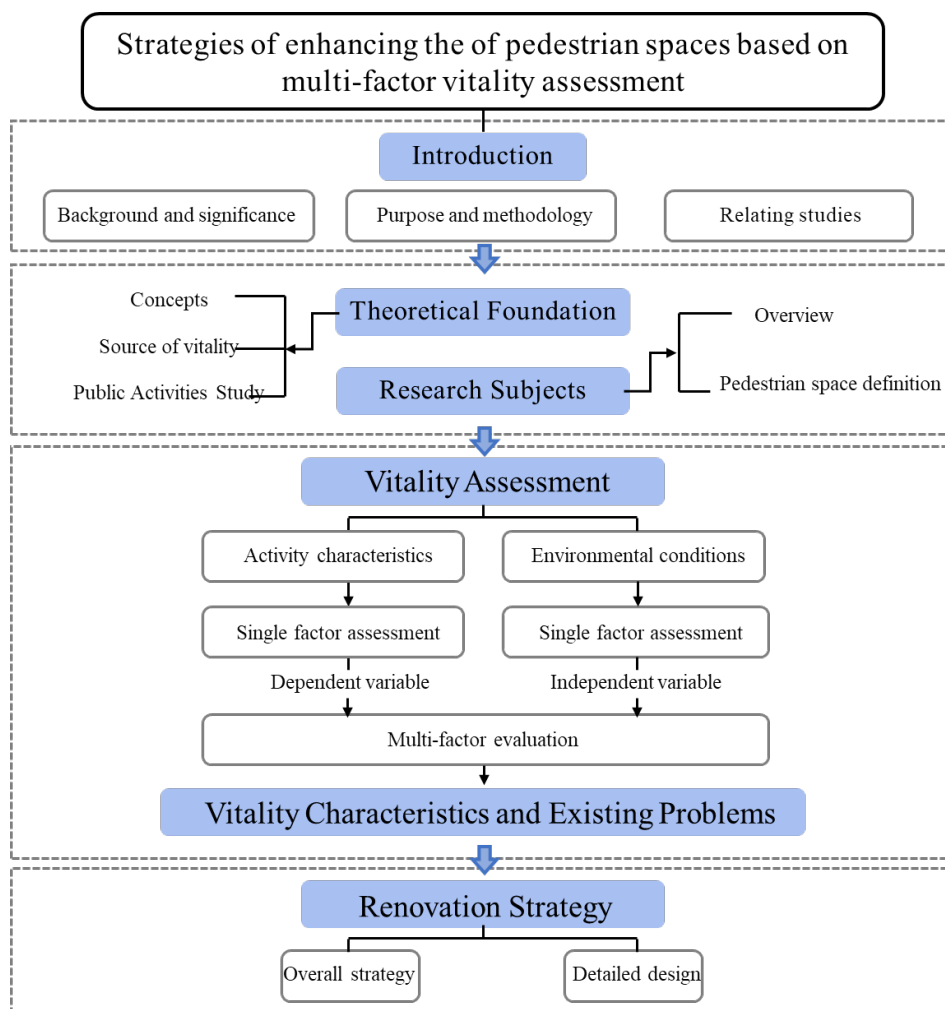 Strategies of enhancing the of pedestrian spaces based on
multi-factor vitality assessment
Introduction
Background and significance
Purpose and methodology
Relating studies
Theoretical Foundation
Concepts
Source of vitality
Public Activities Study
Overview
Research Subjects
Pedestrian space definition
Vitality Assessment
Activity characteristics
Environmental conditions
Single factor assessment
Single factor assessment
Dependent variable
Independent variable
Multi-factor evaluation
Vitality Characteristics and Existing Problems
Renovation Strategy
Overall strategy
Detailed design